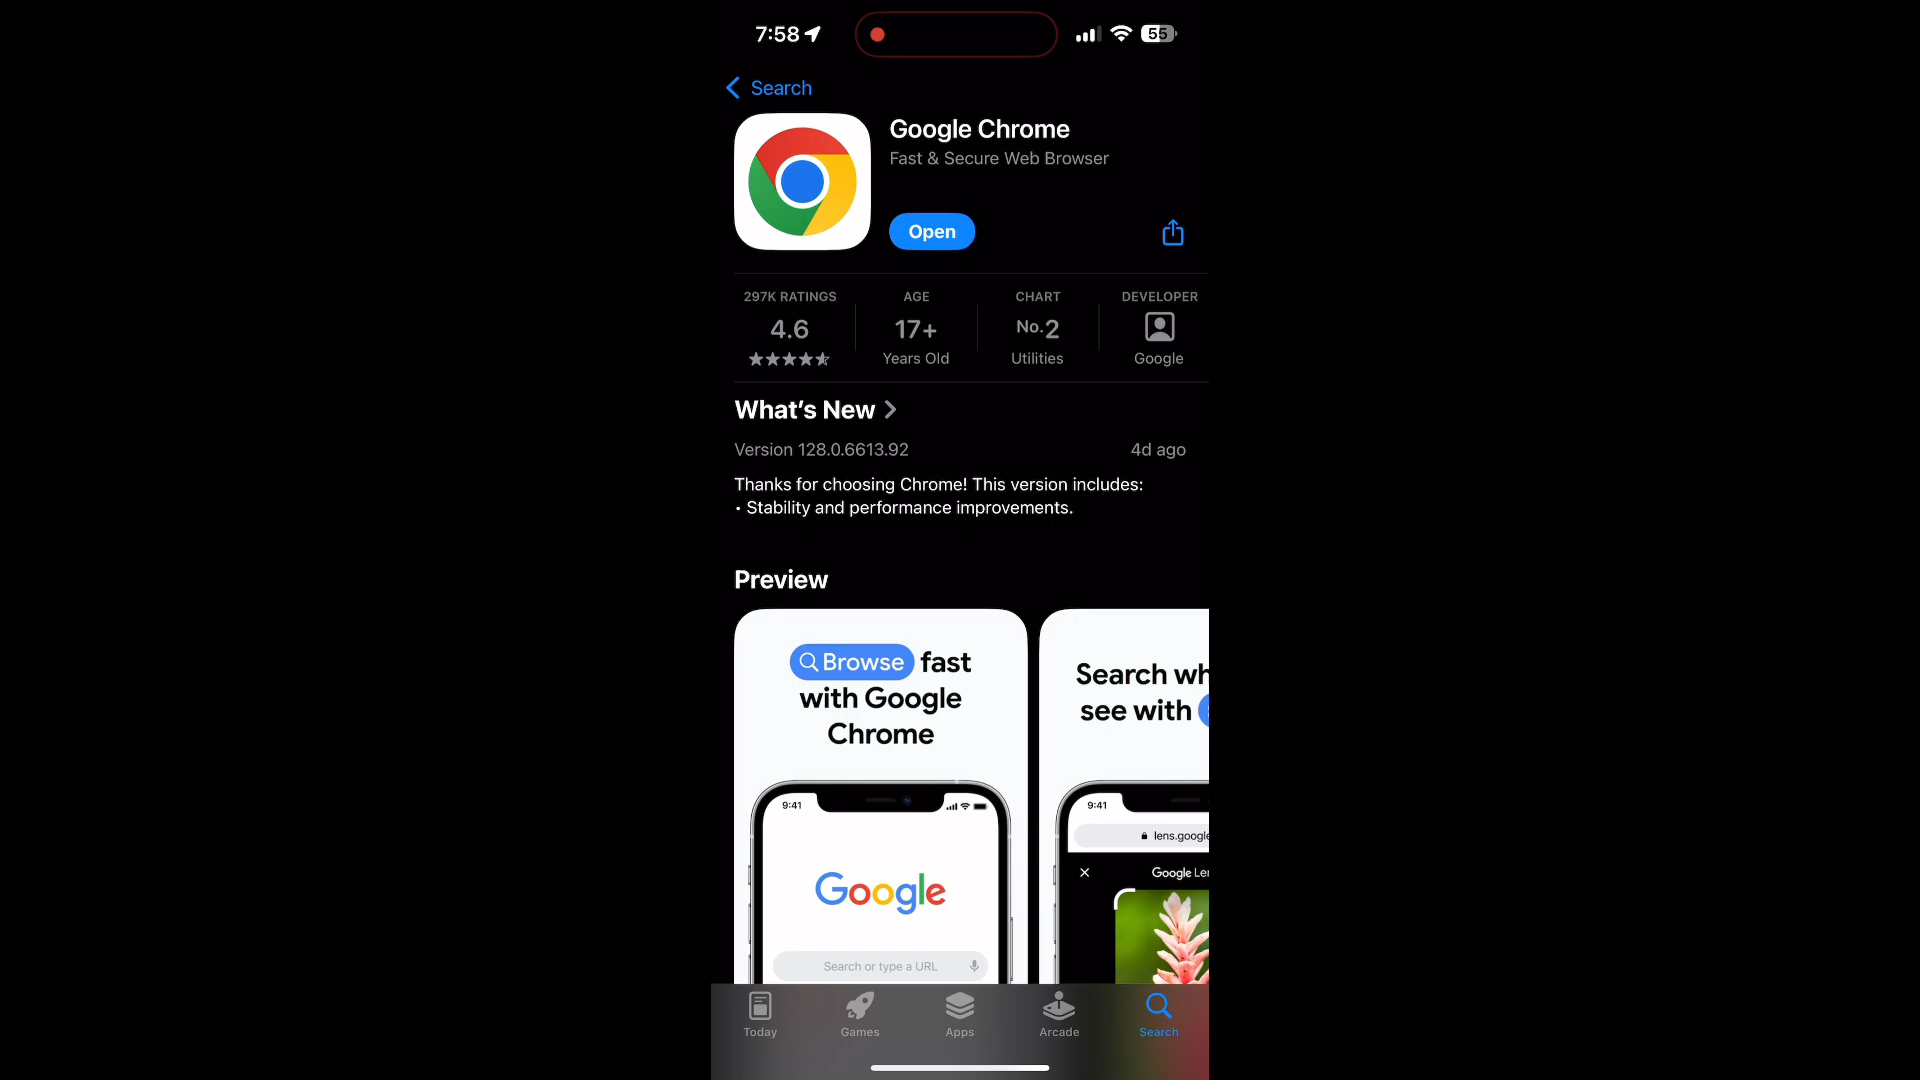 7:58
55
Search
Google Chrome
Fast & Secure Web Browser
Open
297K RATINGS
AGE
CHART
DEVELOPER
4.6
17+
No.2
Years Old
Utilities
Google
What's New
Version 128.0.6613.92
4d ago
Thanks for choosing Chrome! This version includes:
• Stability and performance improvements.
Preview
Browse fast
with Google
Chrome
9:41
Google
Search or type a URL
Search wh
see with
9:41
lens.google
Google Len
Today
Games
Apps
Arcade
Search